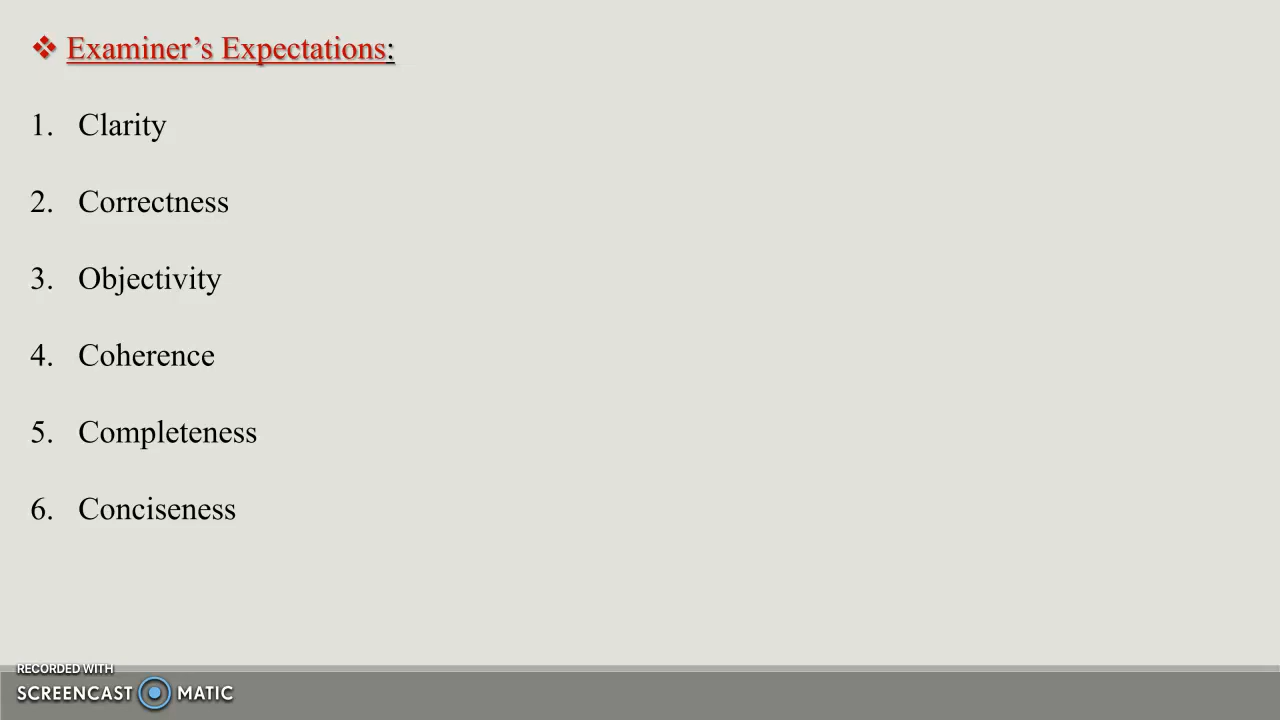 ❖ Examiner’s Expectations:
1. Clarity
2. Correctness
3. Objectivity
4. Coherence
5. Completeness
6. Conciseness
RECORDED WITH
SCREENCAST MATIC